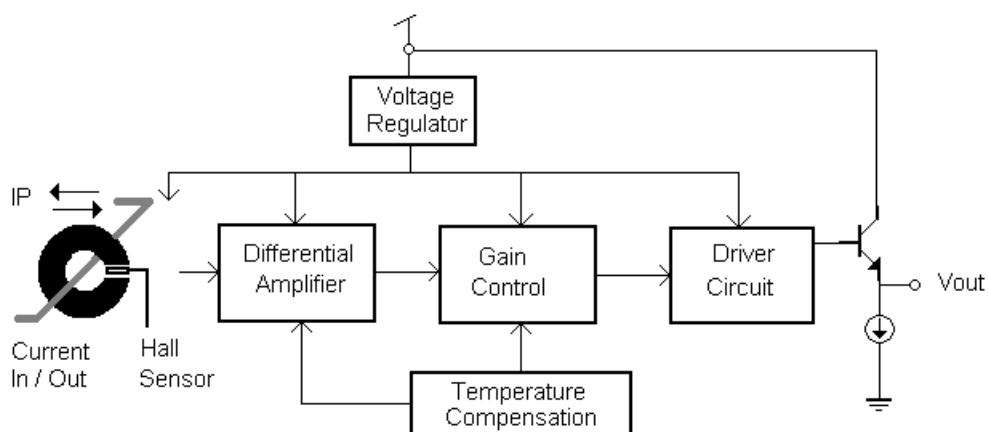 Voltage
Regulator
IP
Differential
Amplifier
Gain
Control
Driver
Circuit
Vout
Current
In / Out
Hall
Sensor
Temperature
Compensation